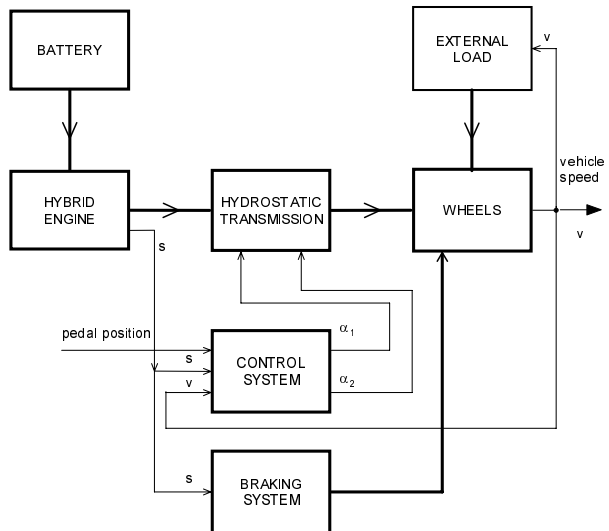 BATTERY
EXTERNAL
LOAD
v
vehicle
speed
HYBRID
ENGINE
HYDROSTATIC
TRANSMISSION
WHEELS
v
s
pedal position
α1
s
CONTROL
SYSTEM
v
α2
s
BRAKING
SYSTEM